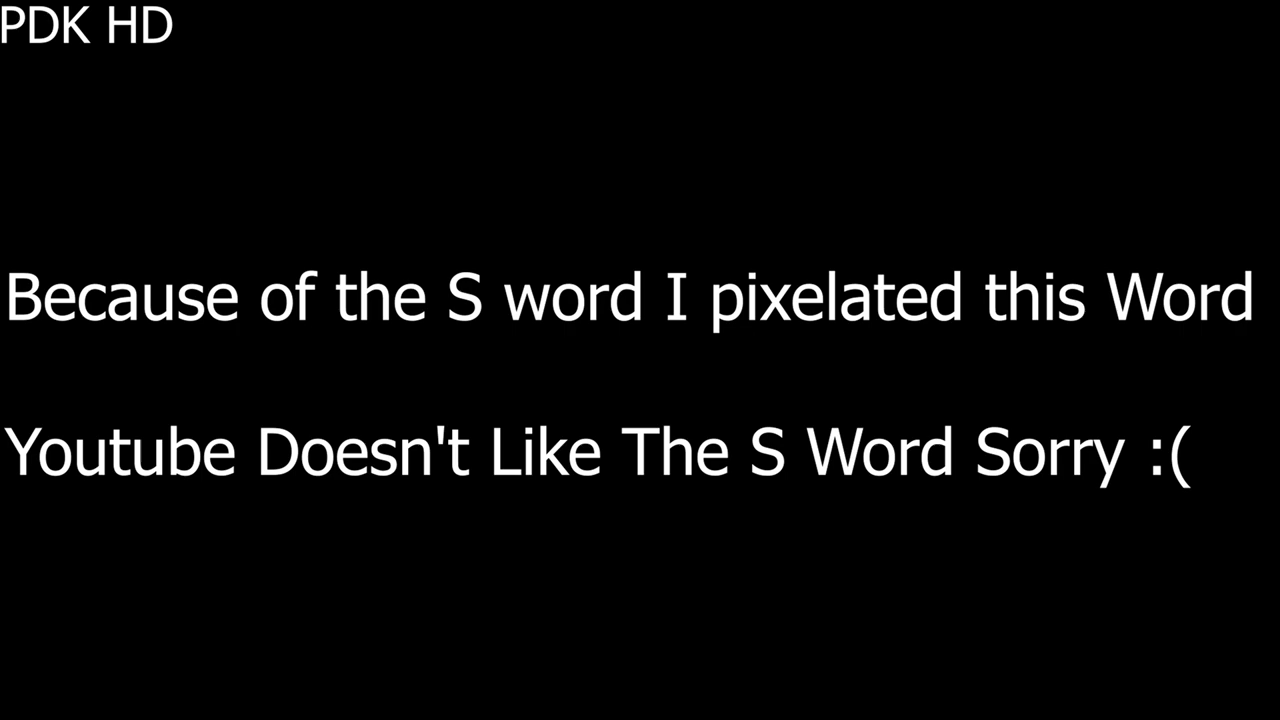 PDK HD
Because of the S word I pixelated this Word
Youtube Doesn't Like The S Word Sorry :(